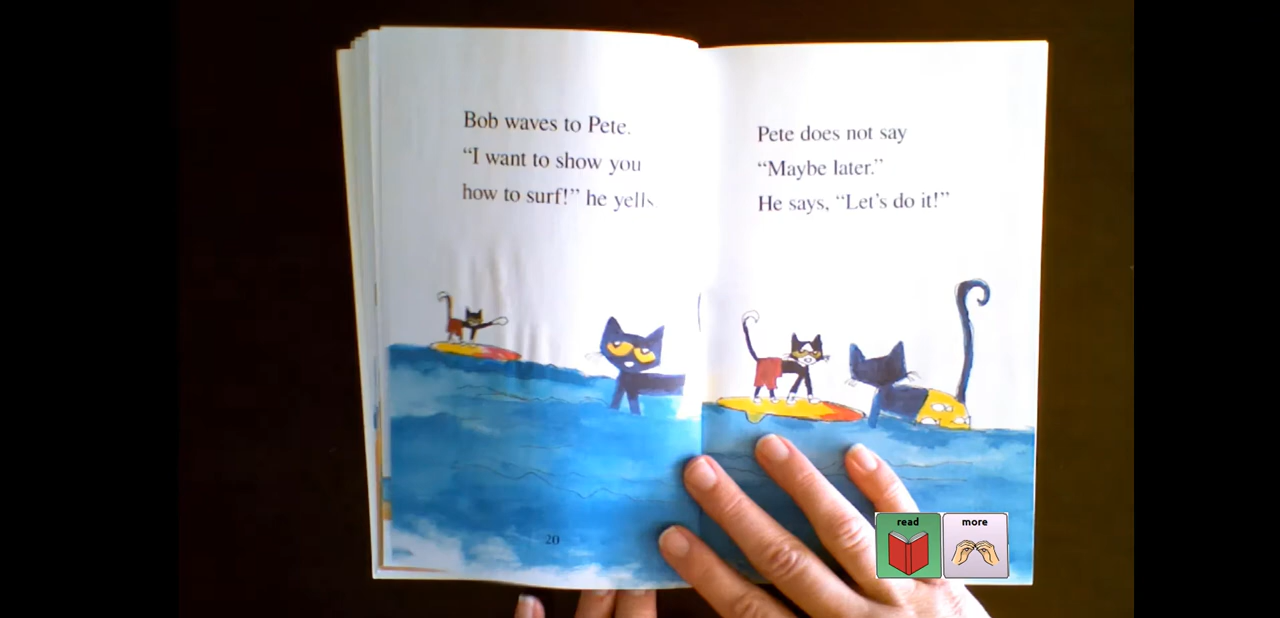 Bob waves to Pete.
“I want to show you
how to surf!” he yells.
Pete does not say
“Maybe later.”
He says, “Let’s do it!”
20
read
more